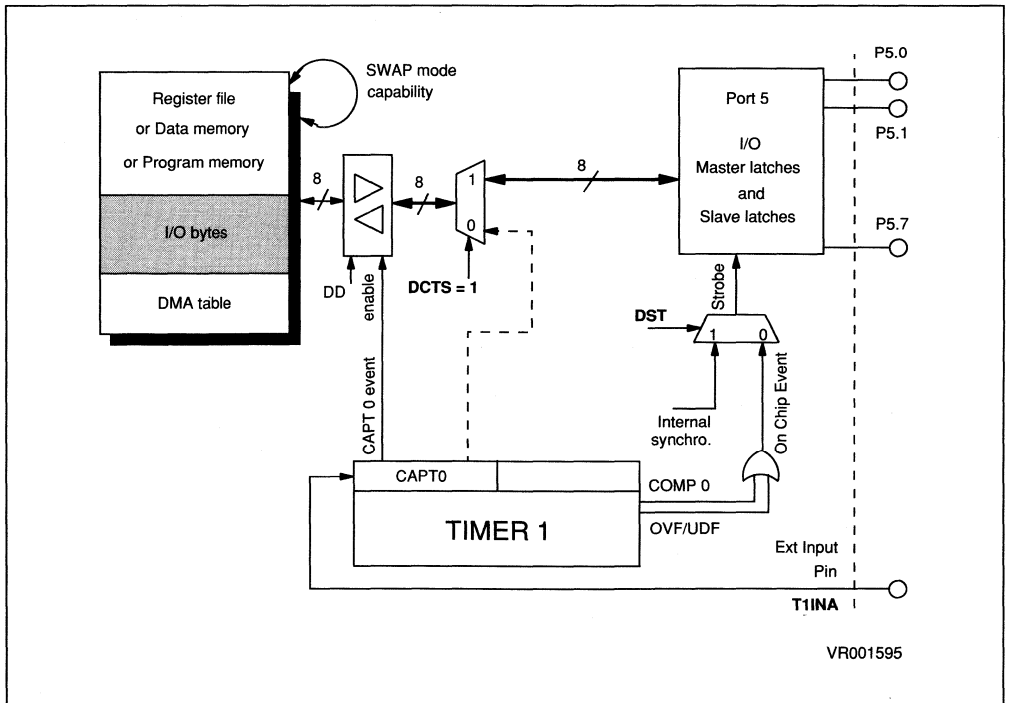 SWAP mode
capability
Register file
or Data memory
or Program memory
I/O bytes
DMA table
8
8
8
1
0
DD
enable
CAPT 0 event
DCTS = 1
P5.0
P5.1
P5.7
Port 5
I/O
Master latches
and
Slave latches
Strobe
DST
1 0
Internal
synchro.
On Chip Event
CAPT0
TIMER 1
COMP 0
OVF/UDF
Ext Input
Pin
T1INA
VR001595